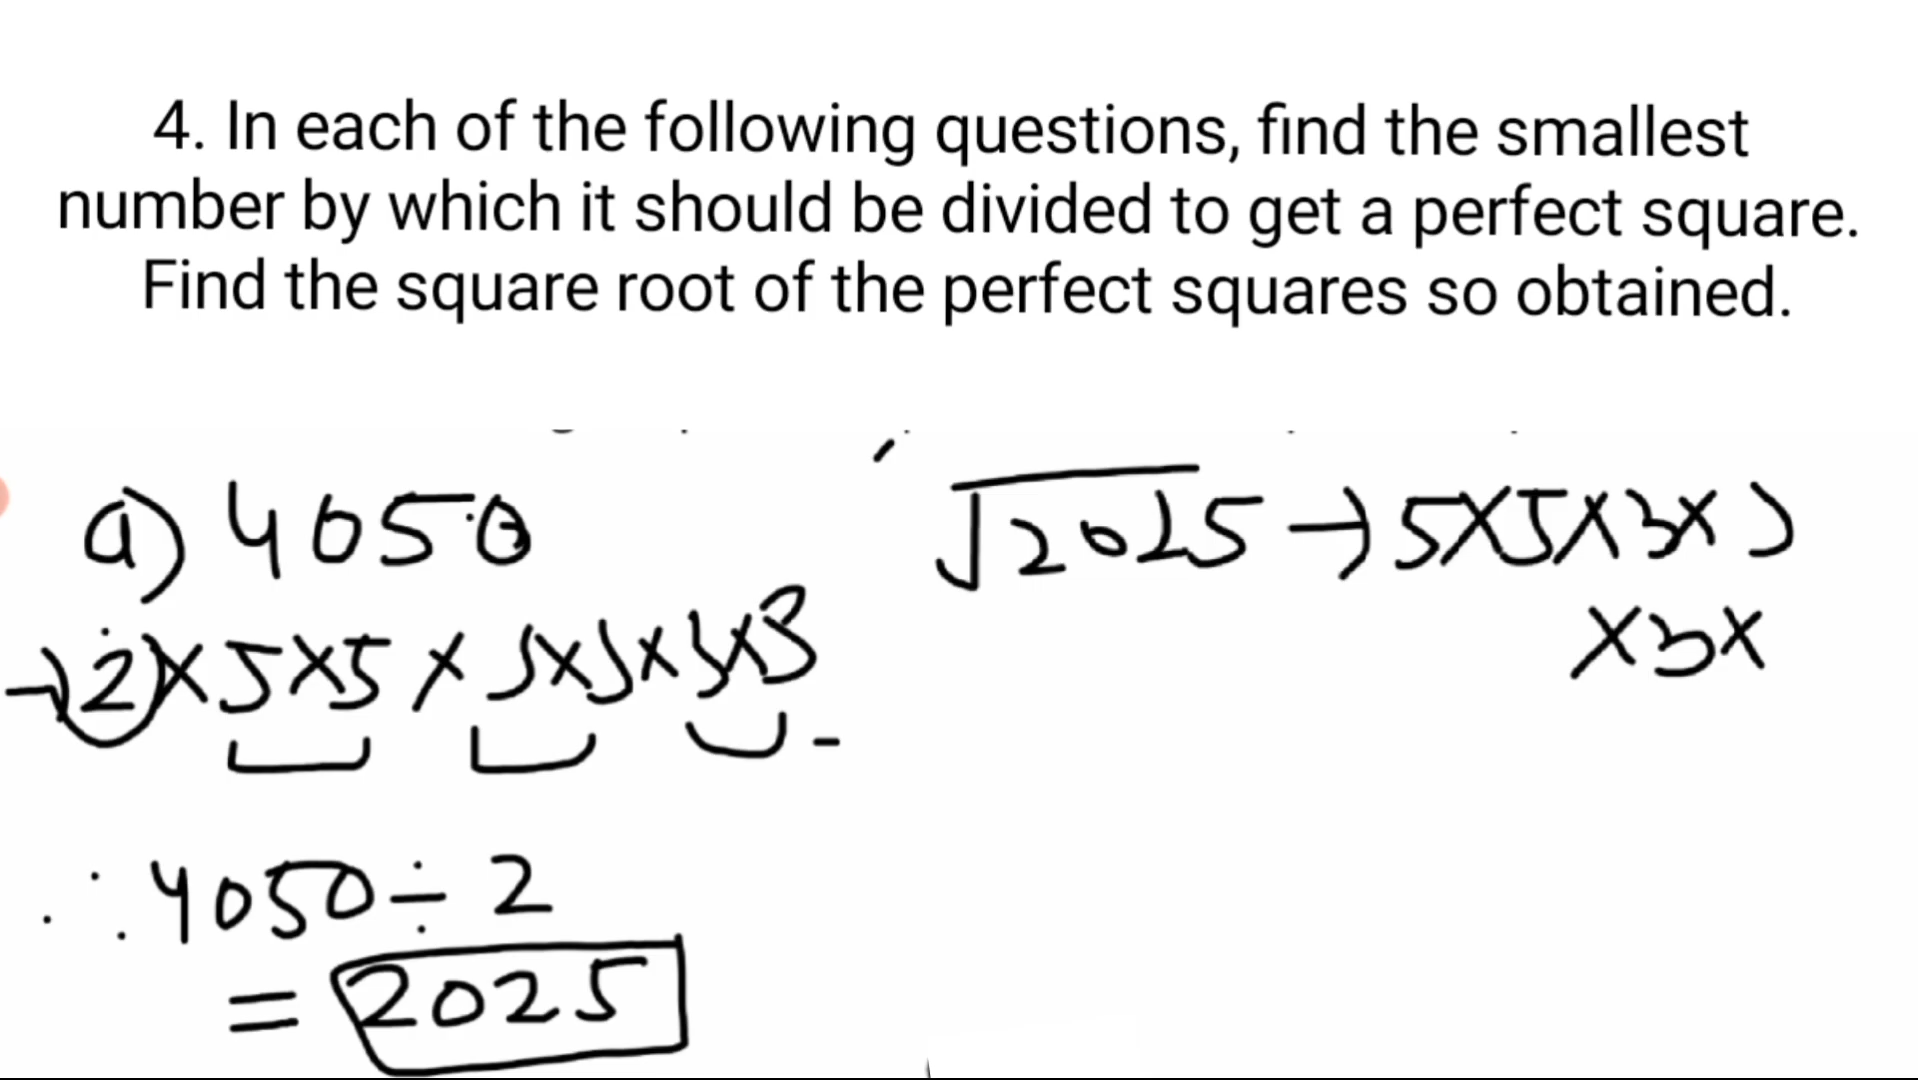 4. In each of the following questions, find the smallest
number by which it should be divided to get a perfect square.
Find the square root of the perfect squares so obtained.
a) 4050
→ 2 × 5 × 5 × 3 × 3 × 3 × 3
∴ 4050 ÷ 2
= 2025
√2025 → 5 × 5 × 3 × 3
× 3 ×